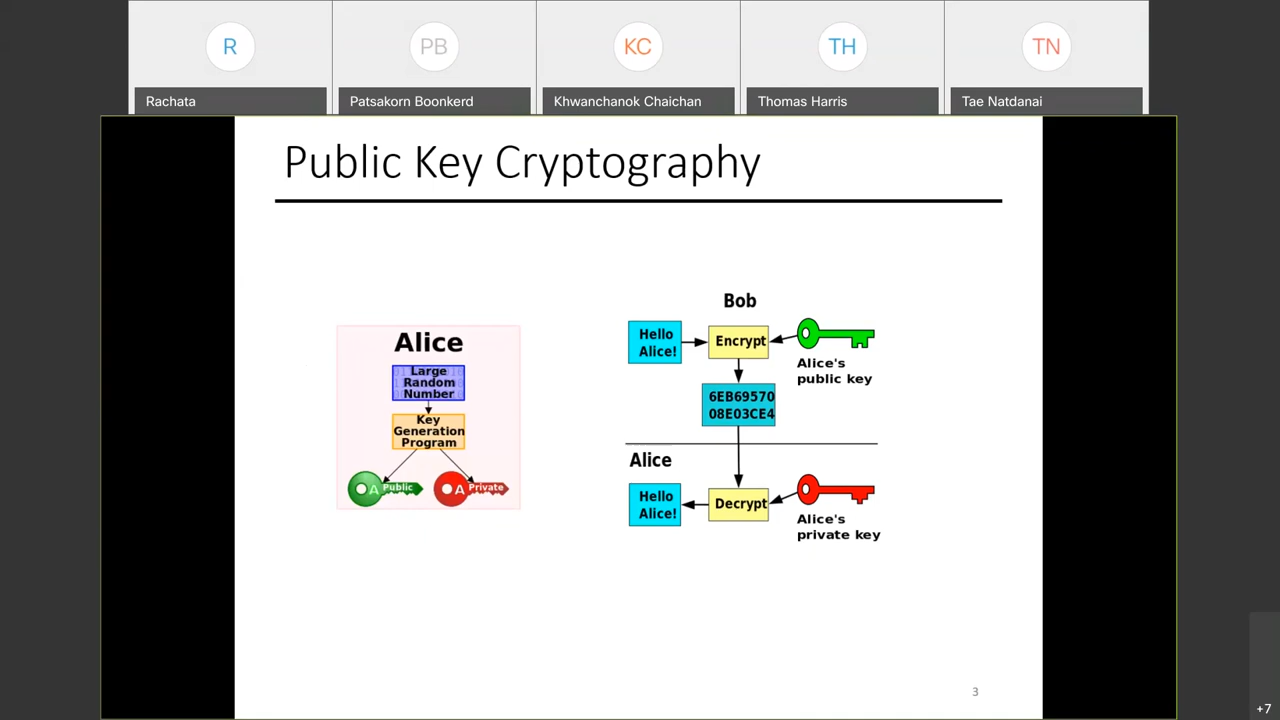 R
PB
KC
TH
TN
Rachata
Patsakorn Boonkerd
Khwanchanok Chaichan
Thomas Harris
Tae Natdanai
Public Key Cryptography
Alice
Large
Random
Number
Key
Generation
Program
A Public
A Private
Bob
Hello
Alice!
Encrypt
Alice's
public key
6EB69570
08E03CE4
Alice
Hello
Alice!
Decrypt
Alice's
private key
3
+7